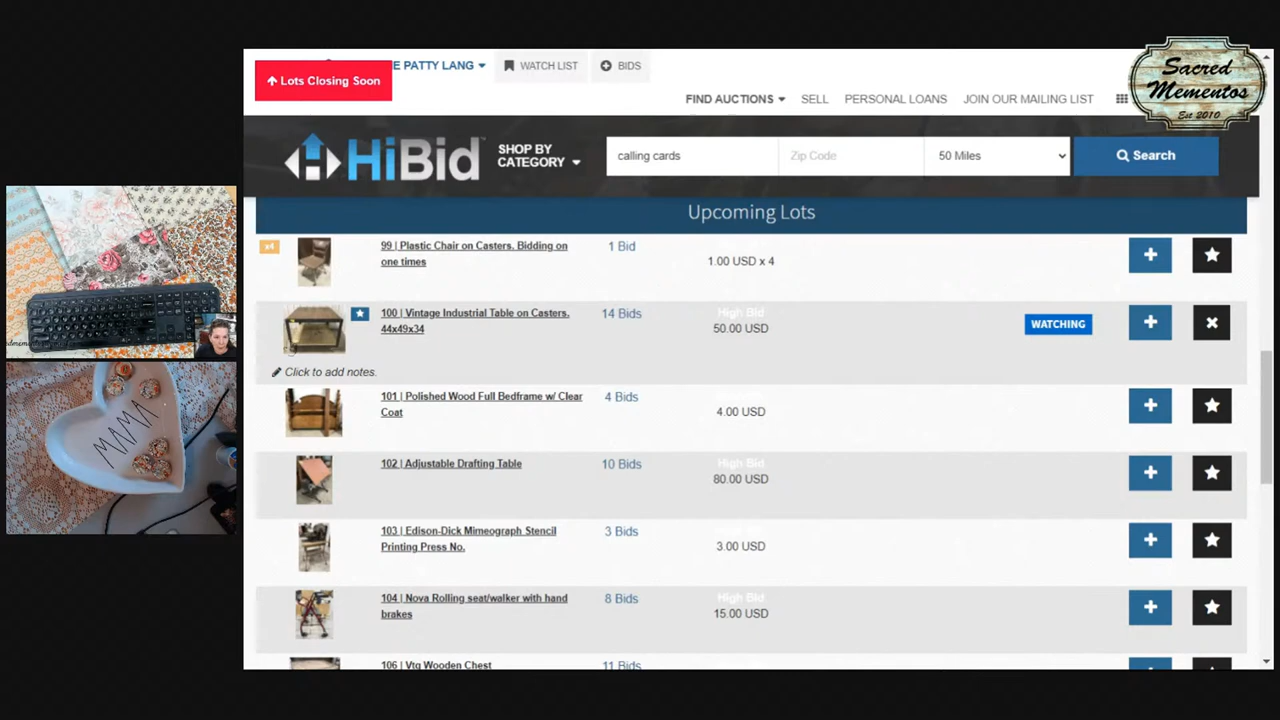 Lots Closing Soon
E PATTY LANG
WATCH LIST
BIDS
FIND AUCTIONS
SELL
PERSONAL LOANS
JOIN OUR MAILING LIST
Sacred
Mementos
Est 2010
HiBid
SHOP BY
CATEGORY
calling cards
Zip Code
50 Miles
Search
Upcoming Lots
x4
99 | Plastic Chair on Casters. Bidding on
one times
1 Bid
1.00 USD x 4
100 | Vintage Industrial Table on Casters.
44x49x34
14 Bids
High Bid
50.00 USD
WATCHING
Click to add notes.
101 | Polished Wood Full Bedframe w/ Clear
Coat
4 Bids
4.00 USD
102 | Adjustable Drafting Table
10 Bids
High Bid
80.00 USD
103 | Edison-Dick Mimeograph Stencil
Printing Press No.
3 Bids
3.00 USD
104 | Nova Rolling seat/walker with hand
brakes
8 Bids
High Bid
15.00 USD
106 | Vtg Wooden Chest
11 Bids
MAMA